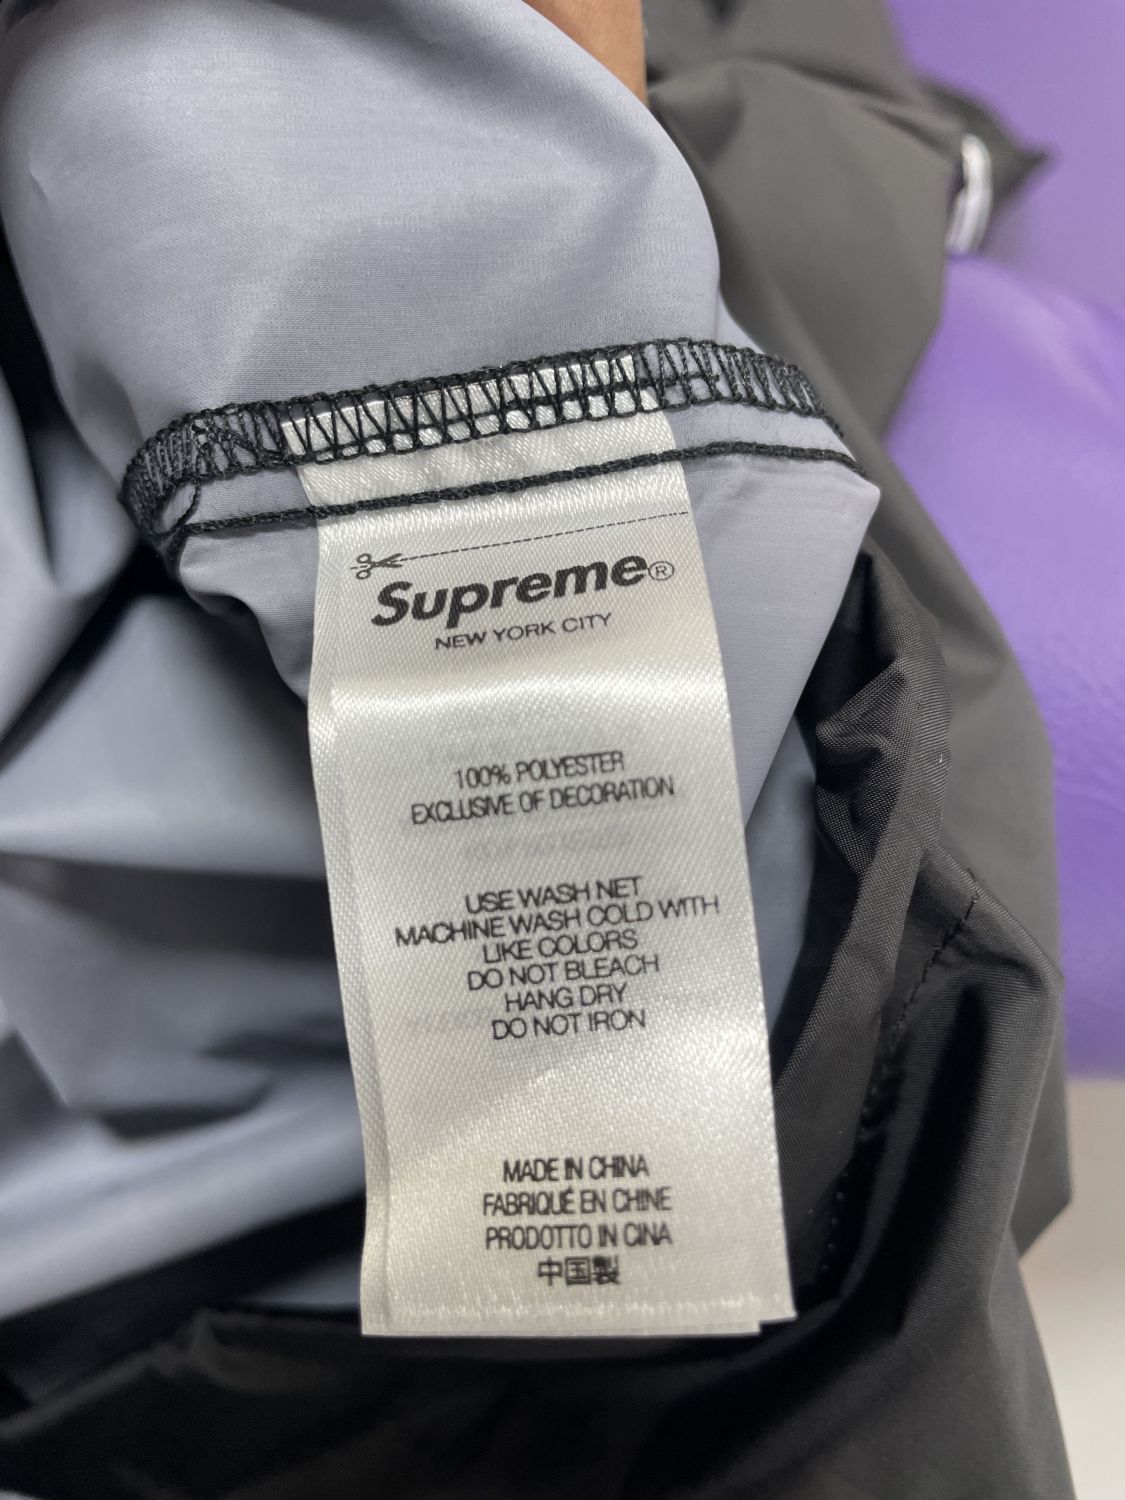 Supreme®
NEW YORK CITY
100% POLYESTER
EXCLUSIVE OF DECORATION
USE WASH NET
MACHINE WASH COLD WITH
LIKE COLORS
DO NOT BLEACH
HANG DRY
DO NOT IRON
MADE IN CHINA
FABRIQUÉ EN CHINE
PRODOTTO IN CINA
中国製